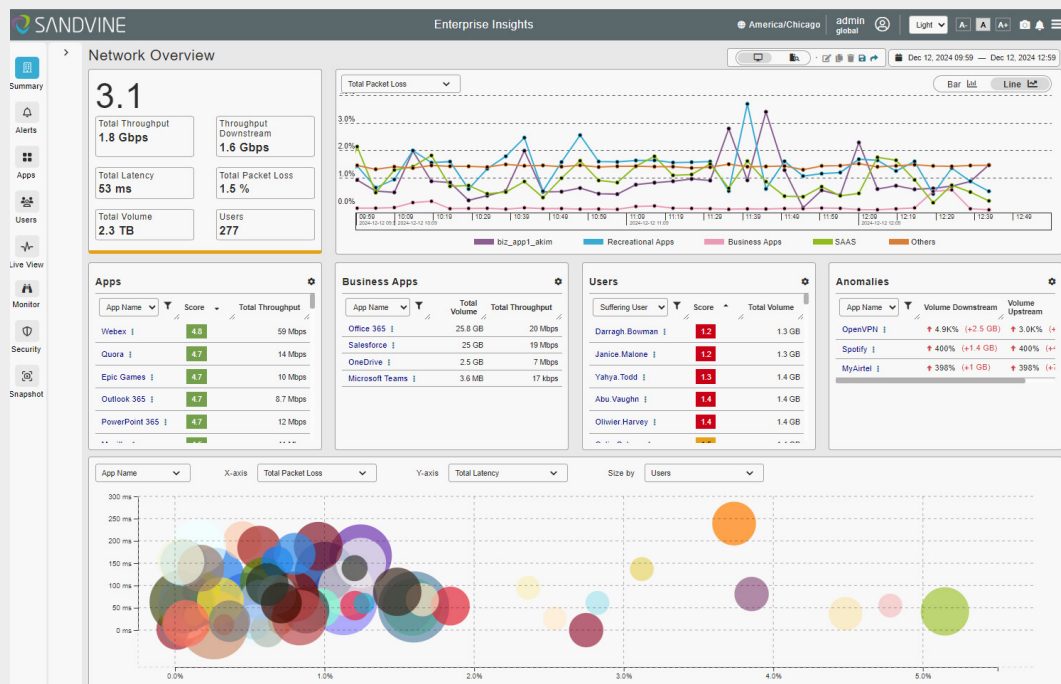 SANDVINE
Enterprise Insights
America/Chicago
admin
global
Light
A- A A+
Network Overview
Dec 12, 2024 09:59 — Dec 12, 2024 12:59
Summary
Alerts
Apps
Users
Live View
Monitor
Security
Snapshot
3.1
Total Throughput
1.8 Gbps
Throughput
Downstream
1.6 Gbps
Total Latency
53 ms
Total Packet Loss
1.5 %
Total Volume
2.3 TB
Users
277
Total Packet Loss
Bar
Line
3.0%
2.0%
1.0%
0.0%
09:59 10:09 10:19 10:29 10:39 10:49 10:59 11:09 11:19 11:29 11:39 11:49 11:59 12:09 12:19 12:29 12:39 12:49
biz_app1_akim Recreational Apps Business Apps SAAS Others
Apps
App Name Score Total Throughput
Webex 4.8 59 Mbps
Quora 4.7 14 Mbps
Epic Games 4.7 10 Mbps
Outlook 365 4.7 8.7 Mbps
PowerPoint 365 4.7 12 Mbps
Business Apps
App Name Total Volume Total Throughput
Office 365 25.8 GB 20 Mbps
Salesforce 25 GB 19 Mbps
OneDrive 2.5 GB 7 Mbps
Microsoft Teams 3.6 MB 17 kbps
Users
Suffering User Score Total Volume
Darragh.Bowman 1.2 1.3 GB
Janice.Malone 1.2 1.3 GB
Yahya.Todd 1.3 1.4 GB
Abu.Vaughn 1.4 1.4 GB
Oliwier.Harvey 1.4 1.4 GB
Anomalies
App Name Volume Downstream Volume Upstream
OpenVPN 4.9K% (+2.5 GB) 3.0K% (+
Spotify 400% (+1.4 GB) 400% (+
MyAirtel 398% (+1 GB) 398% (+7
App Name X-axis Total Packet Loss Y-axis Total Latency Size by Users
300 ms
250 ms
200 ms
150 ms
100 ms
50 ms
0 ms
0.0% 1.0% 2.0% 3.0% 4.0% 5.0%